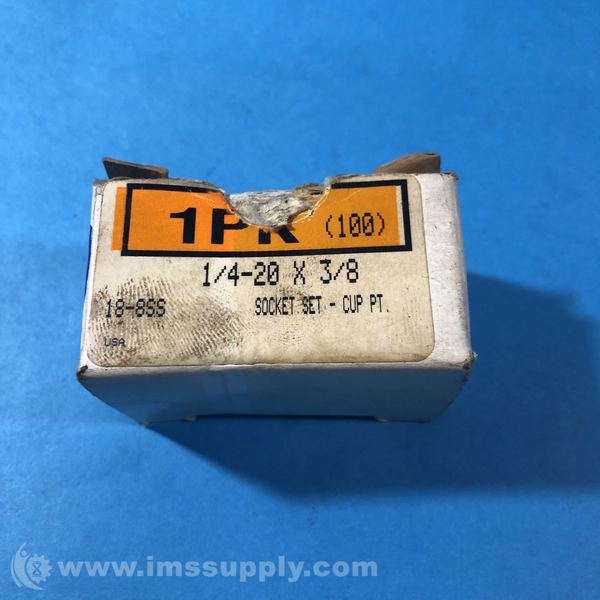 1PK (100)
1/4-20 X 3/8
18-8SS SOCKET SET - CUP PT.
USA
www.imssupply.com